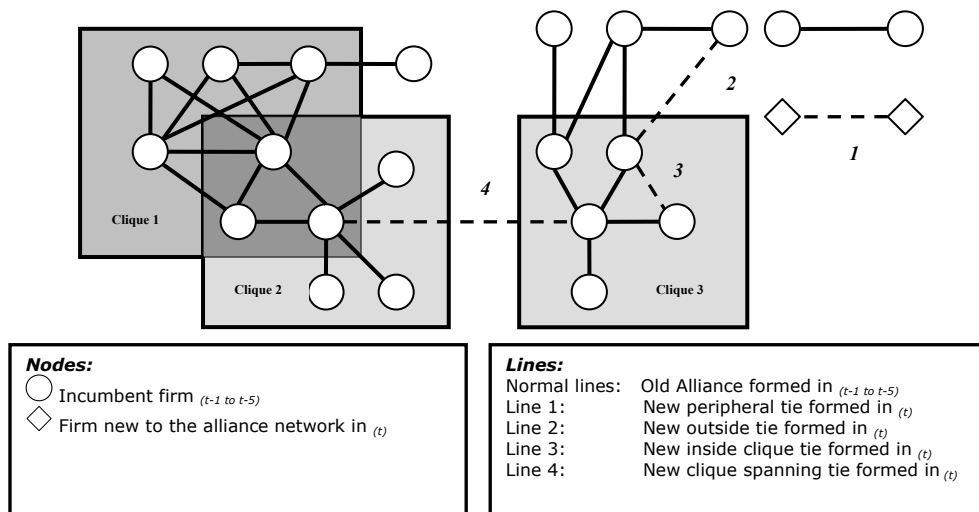 2
1
3
4
Clique 1
Clique 2
Clique 3
Nodes:
Incumbent firm (t-1 to t-5)
Firm new to the alliance network in (t)
Lines:
Normal lines: Old Alliance formed in (t-1 to t-5)
Line 1: New peripheral tie formed in (t)
Line 2: New outside tie formed in (t)
Line 3: New inside clique tie formed in (t)
Line 4: New clique spanning tie formed in (t)